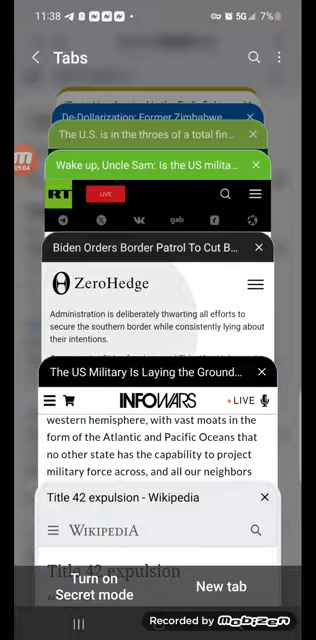 11:38
5G 7%
Tabs
De-Dollarization: Former Zimbabwe
The U.S. is in the throes of a total fin...
05:04
Wake up, Uncle Sam: Is the US milita...
RT
LIVE
gab
Biden Orders Border Patrol To Cut B...
ZeroHedge
Administration is deliberately thwarting all efforts to
secure the southern border while consistently lying about
their intentions.
The US Military Is Laying the Ground...
INFOWARS
LIVE
western hemisphere, with vast moats in the
form of the Atlantic and Pacific Oceans that
no other state has the capability to project
military force across, and all our neighbors
Title 42 expulsion - Wikipedia
WIKIPEDIA
Title 42 expulsion
Turn on
Secret mode
New tab
Recorded by Mobizen